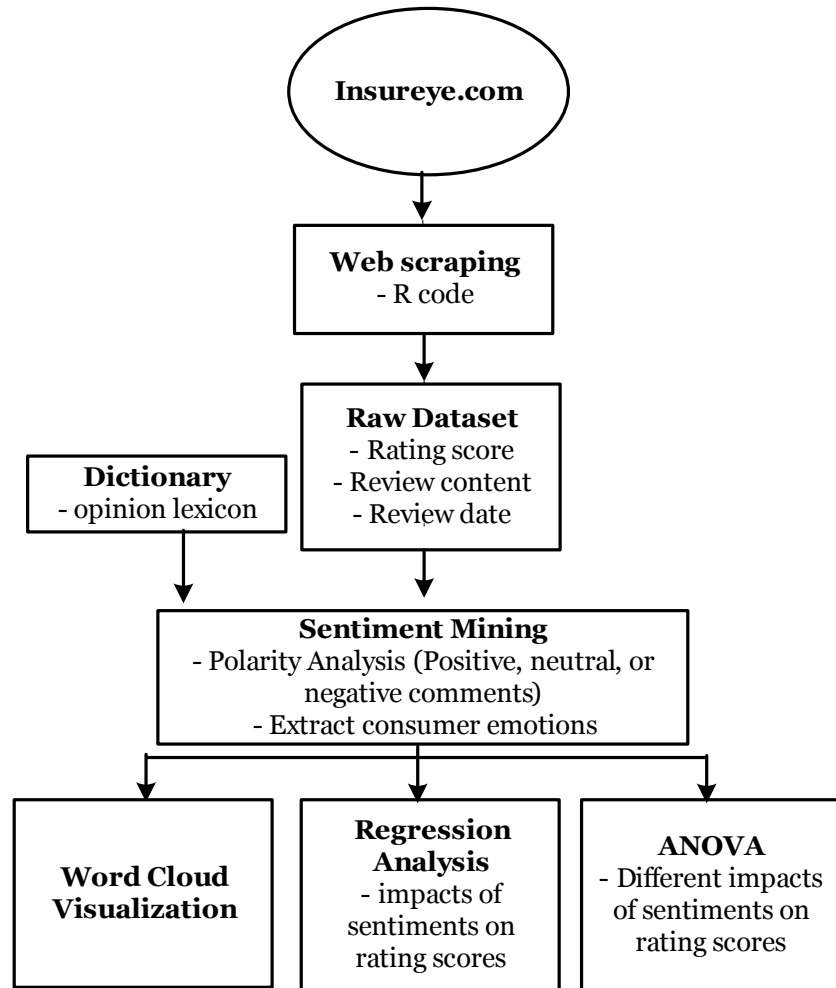 Insureye.com
Web scraping
- R code
Raw Dataset
- Rating score
- Review content
- Review date
Dictionary
- opinion lexicon
Sentiment Mining
- Polarity Analysis (Positive, neutral, or
negative comments)
- Extract consumer emotions
Word Cloud
Visualization
Regression
Analysis
- impacts of
sentiments on
rating scores
ANOVA
- Different impacts
of sentiments on
rating scores